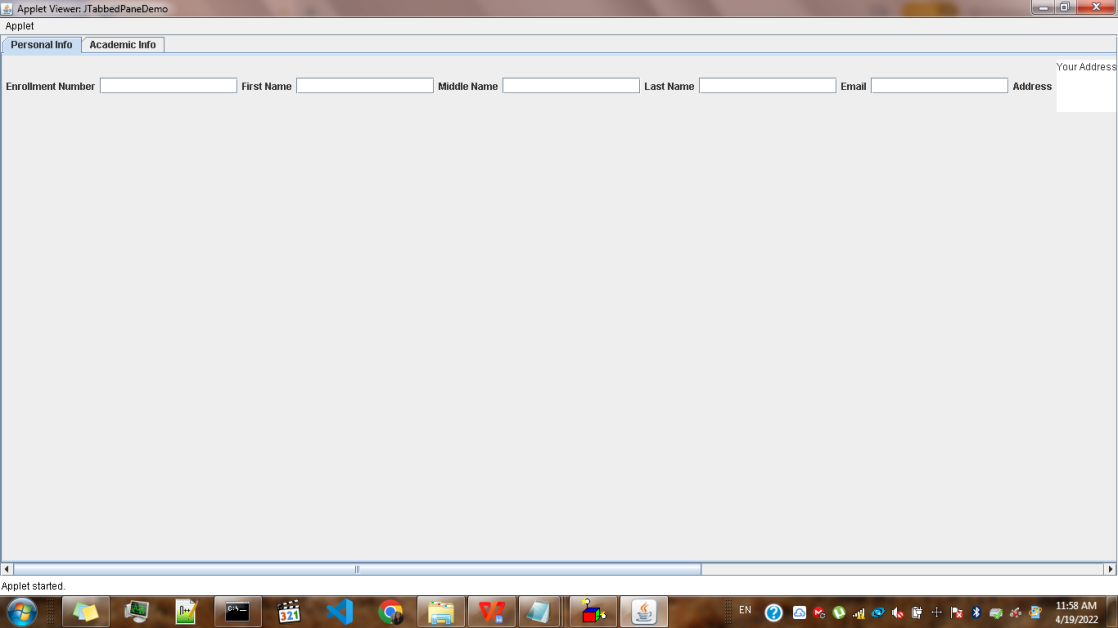 Applet Viewer: JTabbedPaneDemo
Applet
Personal Info Academic Info
Your Address
Enrollment Number First Name Middle Name Last Name Email Address
Applet started.
C:\
321
EN
11:58 AM
4/19/2022